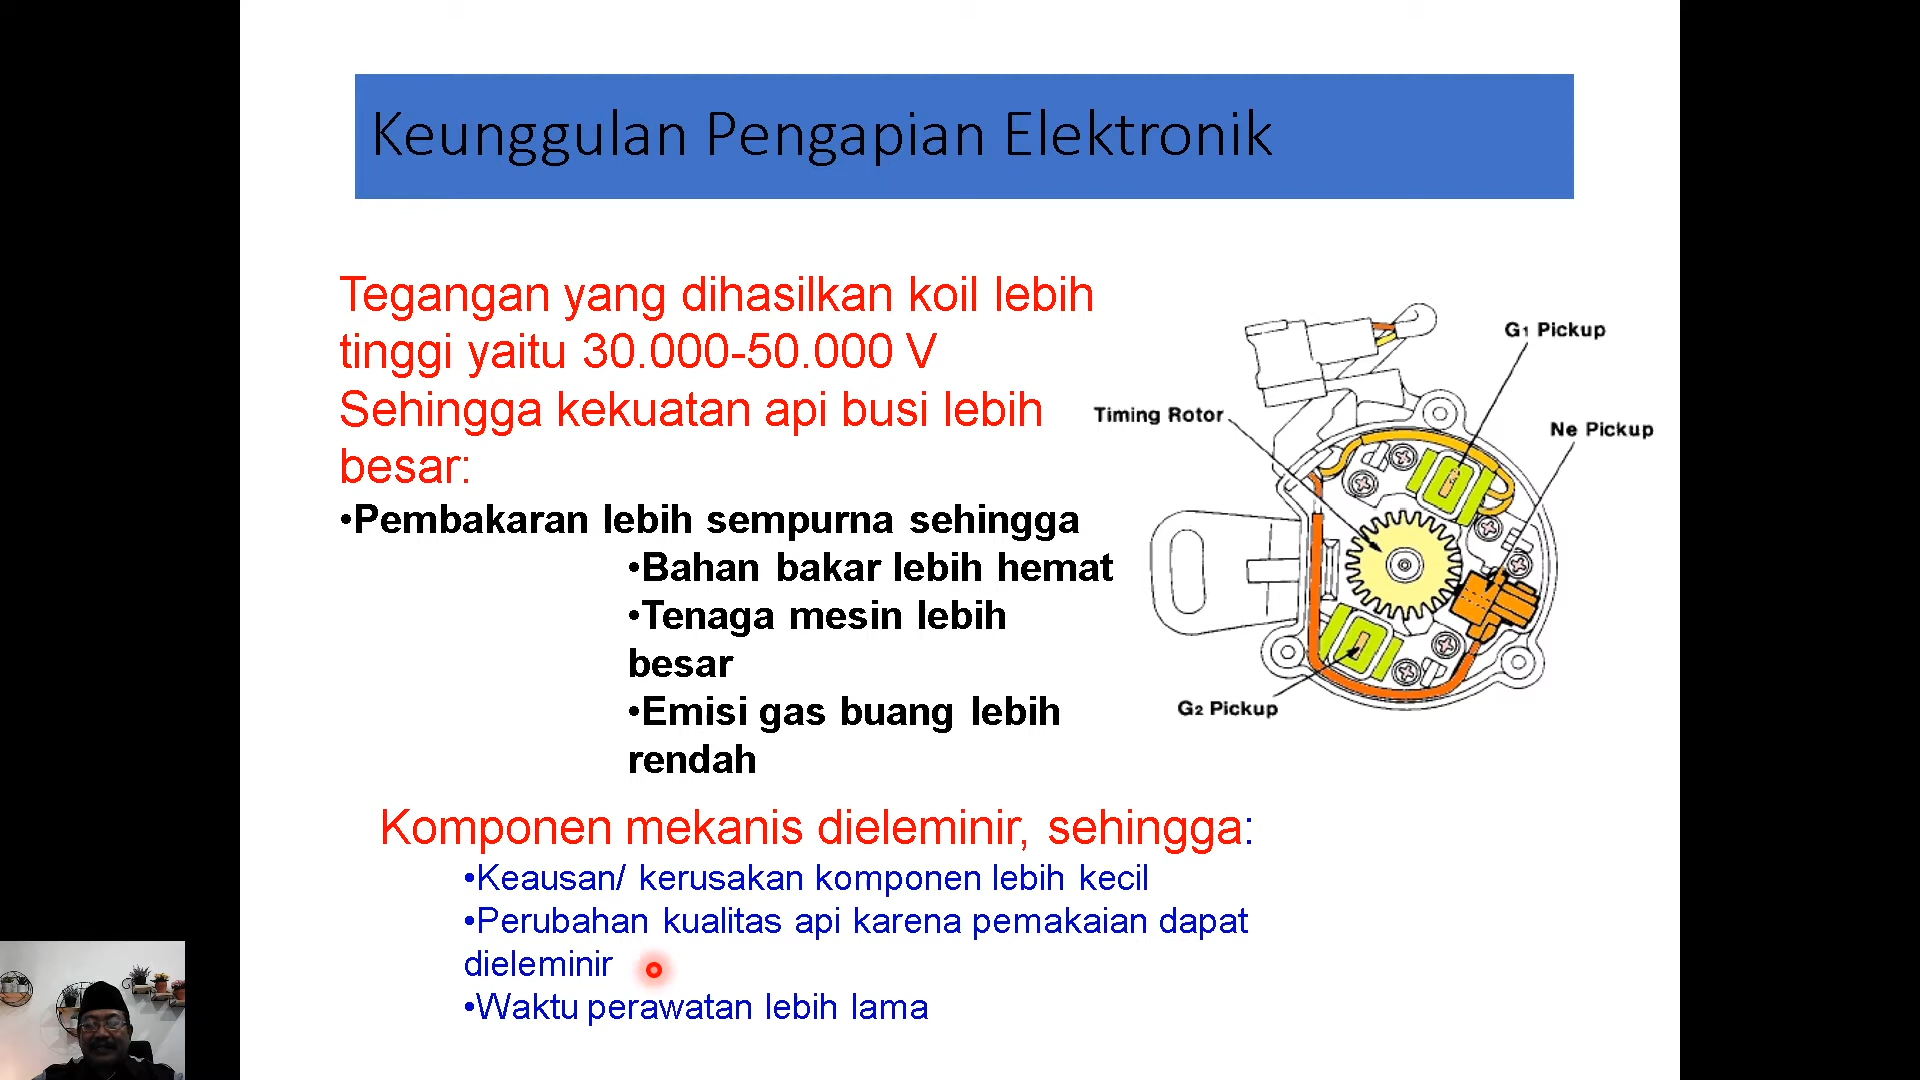 Keunggulan Pengapian Elektronik
Tegangan yang dihasilkan koil lebih
tinggi yaitu 30.000-50.000 V
Sehingga kekuatan api busi lebih
besar:
•Pembakaran lebih sempurna sehingga
•Bahan bakar lebih hemat
•Tenaga mesin lebih
besar
•Emisi gas buang lebih
rendah
G1 Pickup
Timing Rotor
Ne Pickup
G2 Pickup
Komponen mekanis dieleminir, sehingga:
•Keausan/ kerusakan komponen lebih kecil
•Perubahan kualitas api karena pemakaian dapat
dieleminir
•Waktu perawatan lebih lama